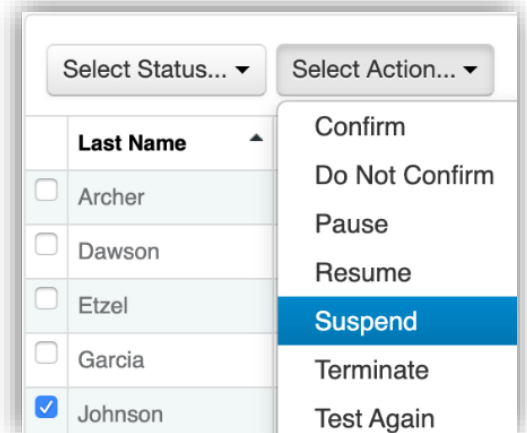 Select Status...
Select Action...
Last Name
Archer
Dawson
Etzel
Garcia
Johnson
Confirm
Do Not Confirm
Pause
Resume
Suspend
Terminate
Test Again